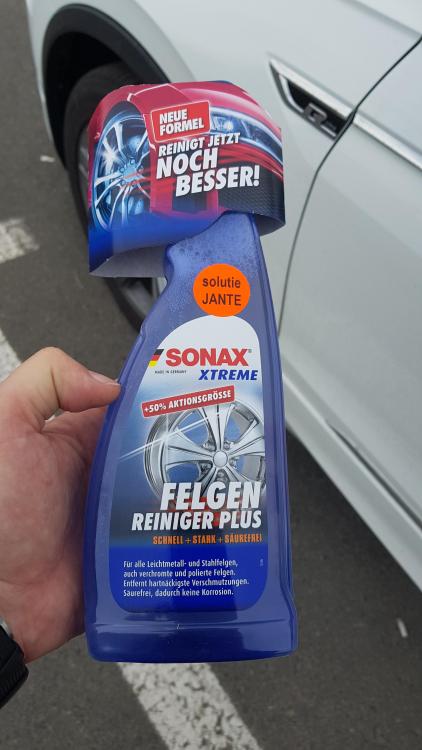 NEUE
FORMEL
REINIGT JETZT
NOCH
BESSER!
solutie
JANTE
SONAX
MADE IN GERMANY
XTREME
+50% AKTIONSGRÖSSE
FELGEN
REINIGER PLUS
SCHNELL + STARK + SÄUREFREI
Für alle Leichtmetall- und Stahlfelgen,
auch verchromte und polierte Felgen.
Entfernt hartnäckigste Verschmutzungen.
Säurefrei, dadurch keine Korrosion.